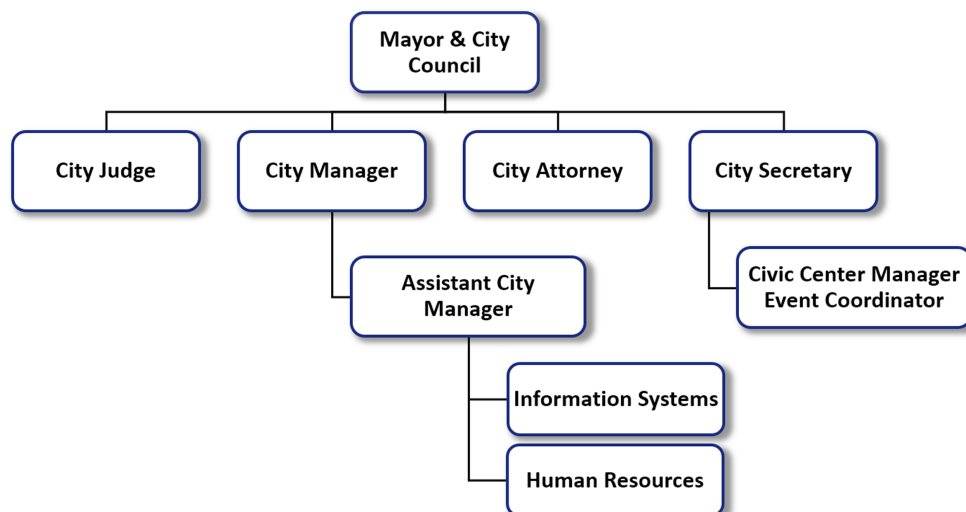 Mayor & City
Council
City Judge
City Manager
City Attorney
City Secretary
Assistant City
Manager
Civic Center Manager
Event Coordinator
Information Systems
Human Resources